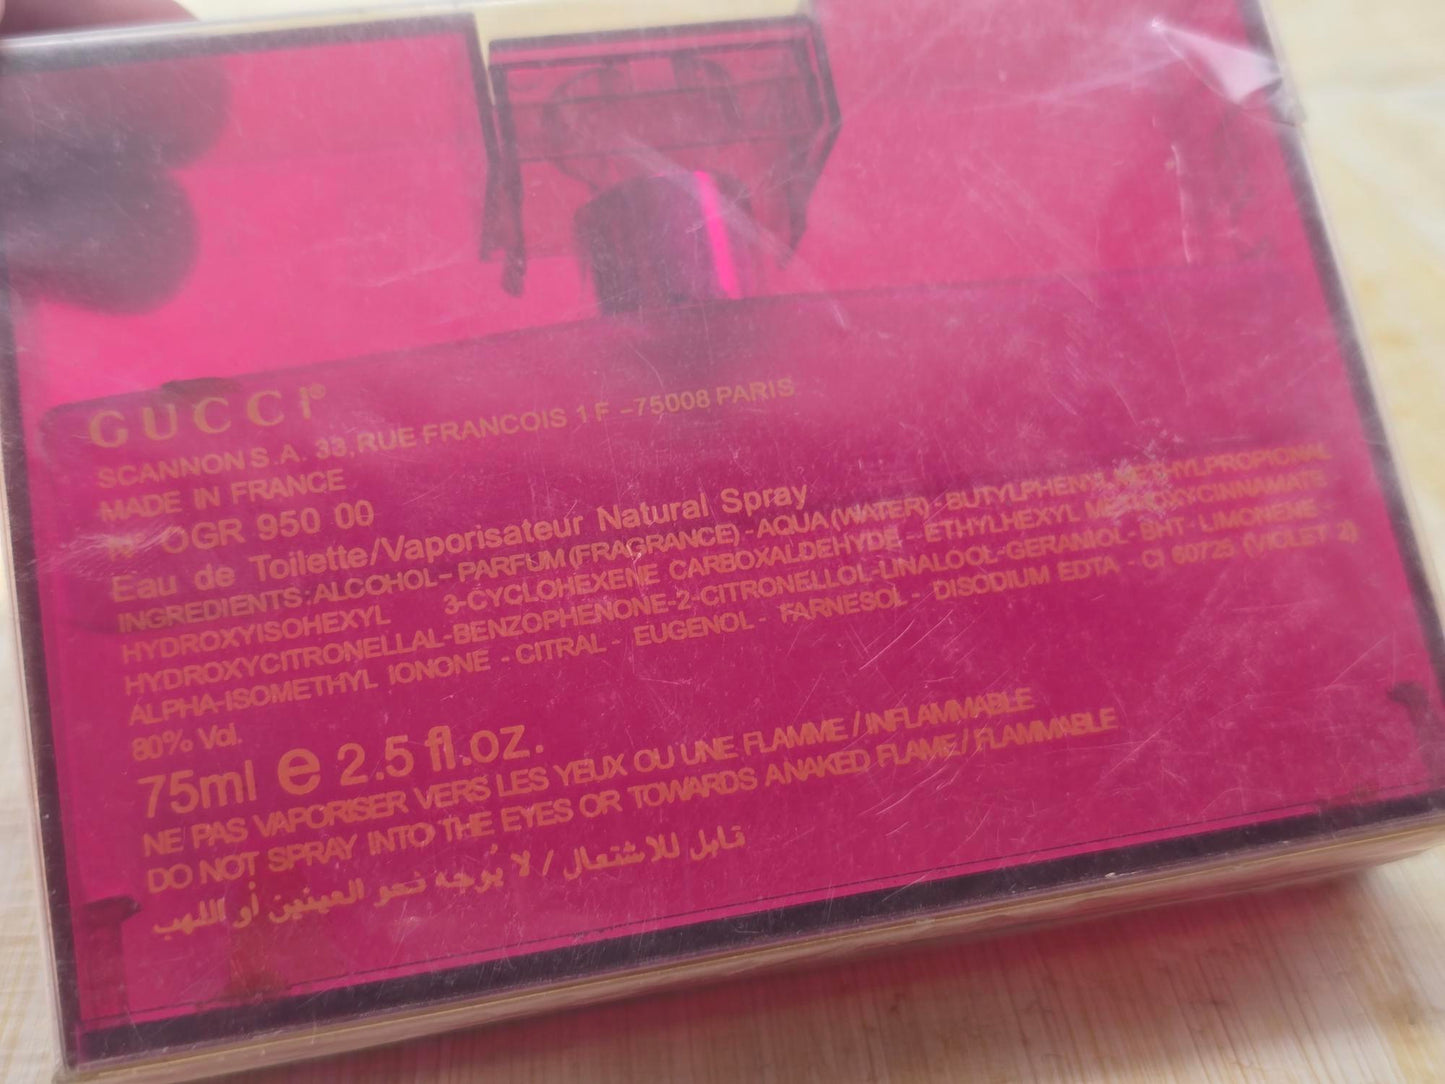 GUCCI®
SCANNON S.A. 33, RUE FRANCOIS 1 F -75008 PARIS
MADE IN FRANCE
N° OGR 950 00
Eau de Toilette/Vaporisateur Natural Spray
INGREDIENTS: ALCOHOL - PARFUM (FRAGRANCE) - AQUA (WATER) - BUTYLPHENYL METHYLPROPIONAL
HYDROXYISOHEXYL 3-CYCLOHEXENE CARBOXALDEHYDE - ETHYLHEXYL METHOXYCINNAMATE
HYDROXYCITRONELLAL-BENZOPHENONE-2-CITRONELLOL-LINALOOL-GERANIOL-BHT- LIMONENE-
ALPHA-ISOMETHYL IONONE - CITRAL - EUGENOL - FARNESOL - DISODIUM EDTA - CI 60725 (VIOLET 2)
80% Vol.
75ml e 2.5 fl.oz.
NE PAS VAPORISER VERS LES YEUX OU UNE FLAMME / INFLAMMABLE
DO NOT SPRAY INTO THE EYES OR TOWARDS A NAKED FLAME / FLAMMABLE
قابل للاشتعال / لا يُوجه نحو العينين أو اللهب